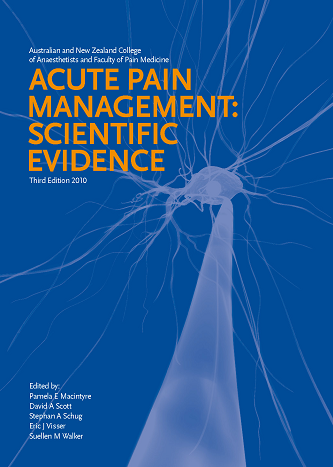 Australian and New Zealand College
of Anaesthetists and Faculty of Pain Medicine
ACUTE PAIN
MANAGEMENT:
SCIENTIFIC
EVIDENCE
Third Edition 2010
Edited by:
Pamela E Macintyre
David A Scott
Stephan A Schug
Eric J Visser
Suellen M Walker